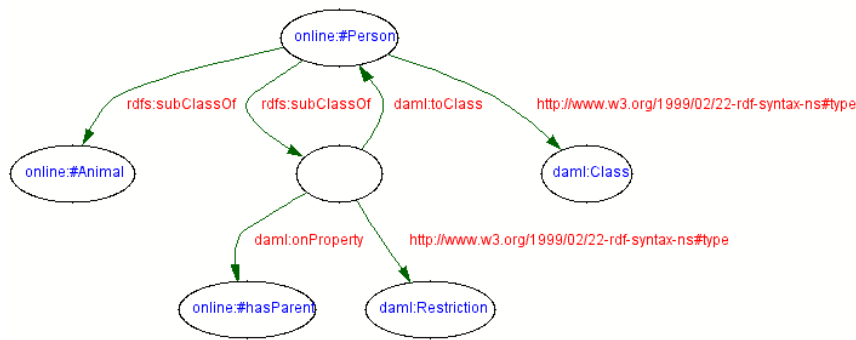 online:#Person
rdfs:subClassOf
rdfs:subClassOf
daml:toClass
http://www.w3.org/1999/02/22-rdf-syntax-ns#type
online:#Animal
daml:Class
daml:onProperty
http://www.w3.org/1999/02/22-rdf-syntax-ns#type
online:#hasParent
daml:Restriction